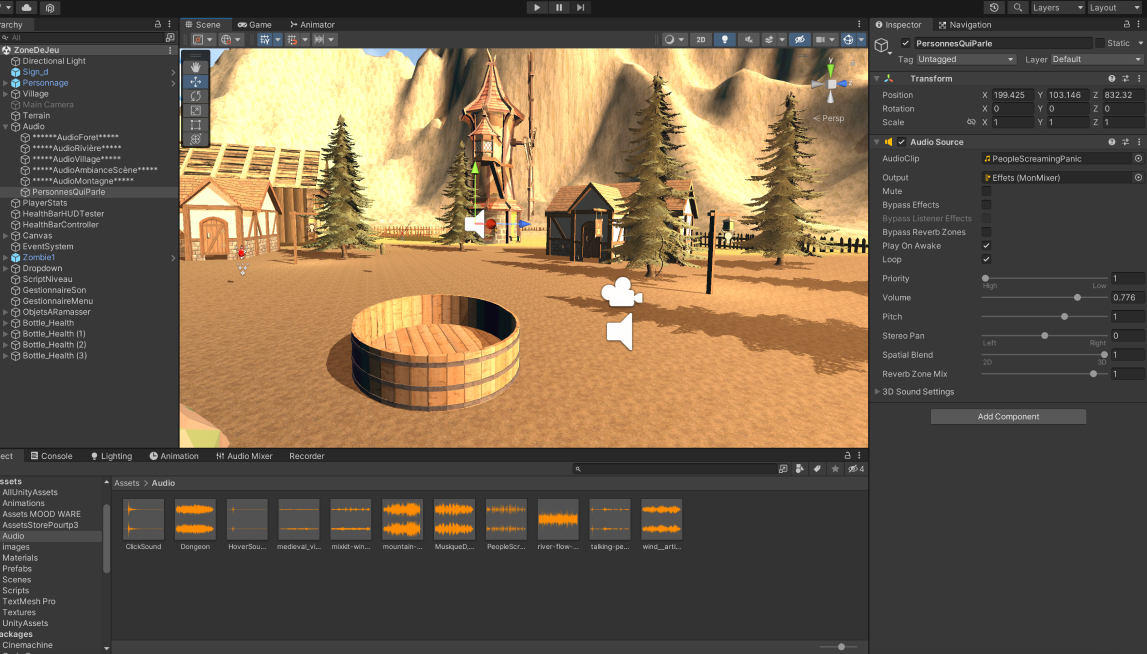 Layers
Layout
rarchy
Scene
Game
Animator
Inspector
Navigation
All
2D
ZoneDeJeu
Directional Light
Sign_d
Personnage
Village
Main Camera
Terrain
Audio
******AudioForet*****
*****AudioRivière*****
*****AudioVillage*****
*****AudioAmbianceScène*****
*****AudioMontagne*****
PersonnesQuiParle
PlayerStats
HealthBarHUDTester
HealthBarController
Canvas
EventSystem
Zombie1
Dropdown
ScriptNiveau
GestionnaireSon
GestionnaireMenu
ObjetsARamasser
Bottle_Health
Bottle_Health (1)
Bottle_Health (2)
Bottle_Health (3)
y
Persp
PersonnesQuiParle
Static
Tag Untagged
Layer Default
Transform
Position X 199.425 Y 103.146 Z 832.32
Rotation X 0 Y 0 Z 0
Scale X 1 Y 1 Z 1
Audio Source
AudioClip PeopleScreamingPanic
Output Effets (MonMixer)
Mute
Bypass Effects
Bypass Listener Effects
Bypass Reverb Zones
Play On Awake
Loop
Priority 1
High Low
Volume 0.776
Pitch 1
Stereo Pan 0
Left Right
Spatial Blend 1
2D 3D
Reverb Zone Mix 1
3D Sound Settings
Add Component
ect
Console
Lighting
Animation
Audio Mixer
Recorder
4
ssets
AllUnityAssets
Animations
Assets MOOD WARE
AssetsStorePourtp3
Audio
images
Materials
Prefabs
Scenes
Scripts
TextMesh Pro
Textures
UnityAssets
ackages
Cinemachine
Assets > Audio
ClickSound
Dongeon
HoverSou...
medieval_vi...
mixkit-win...
mountain-...
MusiqueD...
PeopleScr...
river-flow-...
talking-pe...
wind__arti...